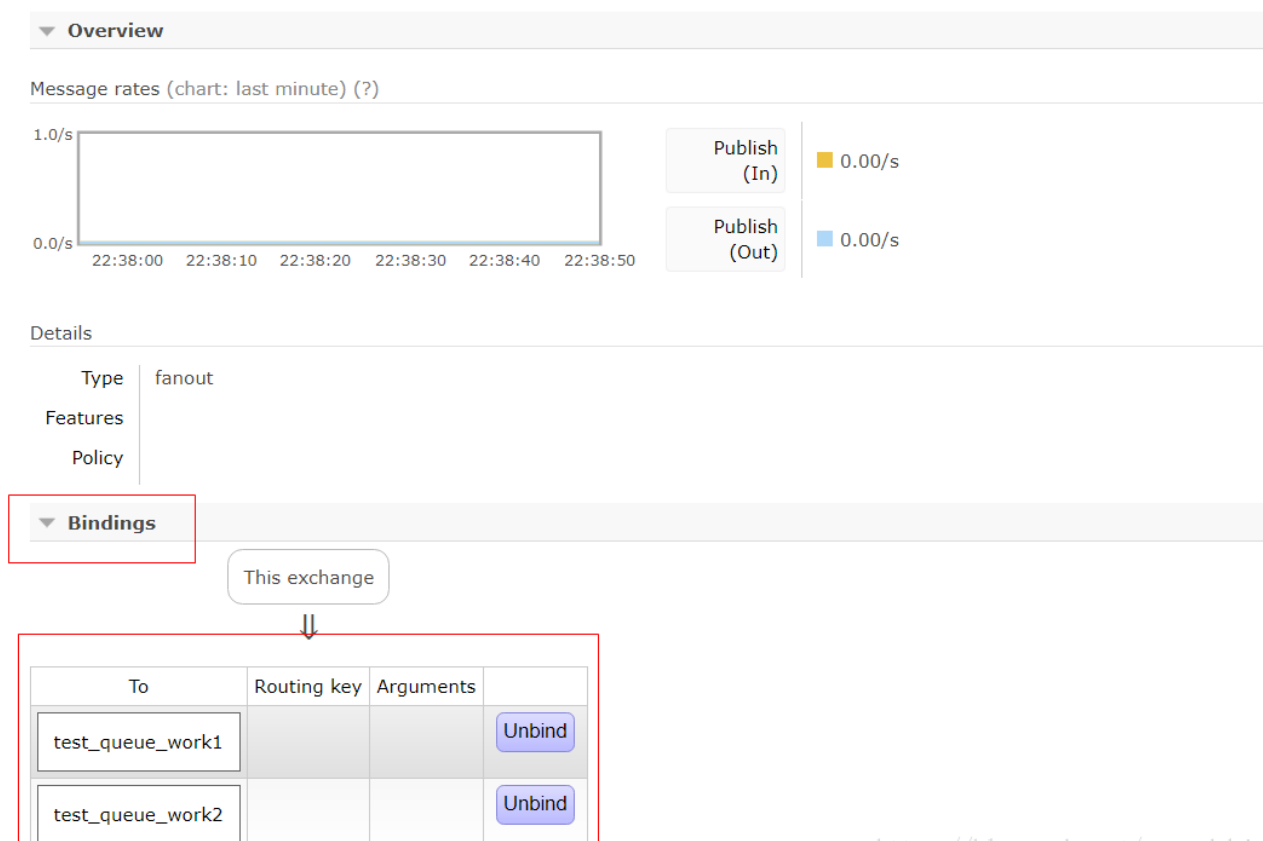 Overview
Message rates (chart: last minute) (?)
1.0/s
0.0/s
22:38:00 22:38:10 22:38:20 22:38:30 22:38:40 22:38:50
Publish
(In)
0.00/s
Publish
(Out)
0.00/s
Details
Type fanout
Features
Policy
Bindings
This exchange
⇓
To Routing key Arguments
test_queue_work1 Unbind
test_queue_work2 Unbind